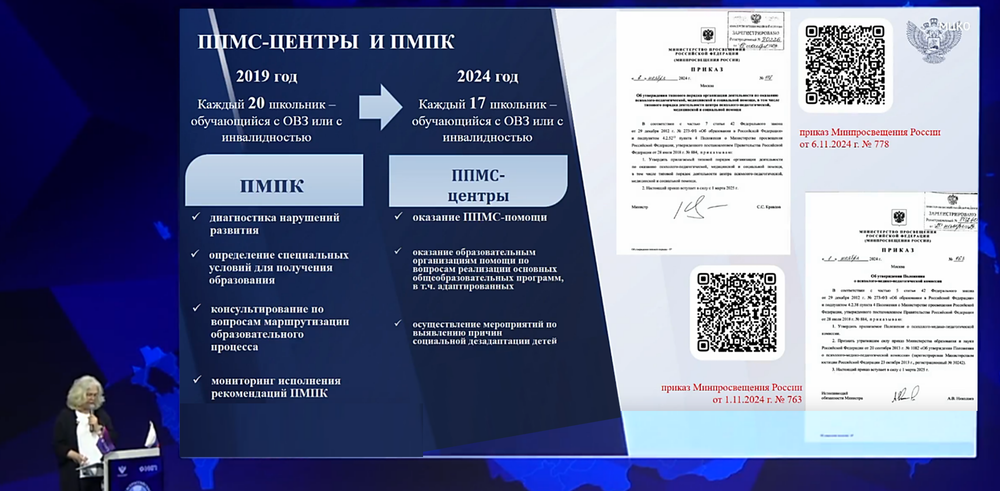 ППМС-ЦЕНТРЫ И ПМПК
2019 год
Каждый 20 школьник –
обучающийся с ОВЗ или с
инвалидностью
2024 год
Каждый 17 школьник –
обучающийся с ОВЗ или с
инвалидностью
ПМПК
диагностика нарушений
развития
определение специальных
условий для получения
образования
консультирование по
вопросам маршрутизации
образовательного
процесса
мониторинг исполнения
рекомендаций ПМПК
ППМС-
центры
оказание ППМС-помощи
оказание образовательным
организациям помощи по
вопросам реализации основных
общеобразовательных программ,
в т.ч. адаптированных
осуществление мероприятий по
выявлению причин
социальной дезадаптации детей
ЗАРЕГИСТРИРОВАНО
МИНИСТЕРСТВО ПРОСВЕЩЕНИЯ
РОССИЙСКОЙ ФЕДЕРАЦИИ
(МИНПРОСВЕЩЕНИЯ РОССИИ)
ПРИКАЗ
« 6 » ноября 2024 г. №
Москва
Об утверждении типового порядка организации деятельности по оказанию
психолого-педагогической, медицинской и социальной помощи, в том числе
типового порядка деятельности центра психолого-педагогической,
медицинской и социальной помощи
В соответствии с частью 7 статьи 42 Федерального закона
от 29 декабря 2012 г. № 273-ФЗ «Об образовании в Российской Федерации»
и подпунктом пункта 4 Положения о Министерстве просвещения
Российской Федерации, утвержденного постановлением Правительства Российской
Федерации от 28 июля 2018 г. № 884, приказываю:
1. Утвердить прилагаемый типовой порядок организации деятельности
по оказанию психолого-педагогической, медицинской и социальной помощи,
в том числе типовой порядок деятельности центра психолого-педагогической,
медицинской и социальной помощи.
2. Настоящий приказ вступает в силу с 1 марта 2025 г.
Министр С.С. Кравцов
МЦКО
приказ Минпросвещения России
от 6.11.2024 г. № 778
приказ Минпросвещения России
от 1.11.2024 г. № 763
ЗАРЕГИСТРИРОВАНО
МИНИСТЕРСТВО ПРОСВЕЩЕНИЯ
РОССИЙСКОЙ ФЕДЕРАЦИИ
(МИНПРОСВЕЩЕНИЯ РОССИИ)
ПРИКАЗ
« 1 » ноября 2024 г. № 763
Москва
Об утверждении Положения
о психолого-медико-педагогической комиссии
В соответствии с частью 5 статьи 42 Федерального закона
от 29 декабря 2012 г. № 273-ФЗ «Об образовании в Российской Федерации»
и подпунктом 4.2.38 пункта 4 Положения о Министерстве просвещения Российской
Федерации, утвержденного постановлением Правительства Российской Федерации
от 28 июля 2018 г. № 884, приказываю:
1. Утвердить прилагаемое Положение о психолого-медико-педагогической
комиссии.
2. Признать утратившим силу приказ Министерства образования и науки
Российской Федерации от 20 сентября 2013 г. № 1082 «Об утверждении Положения
о психолого-медико-педагогической комиссии» (зарегистрирован Министерством
юстиции Российской Федерации 23 октября 2013 г., регистрационный № 30242).
3. Настоящий приказ вступает в силу с 1 марта 2025 г.
Исполняющий
обязанности Министра А.В. Николаев